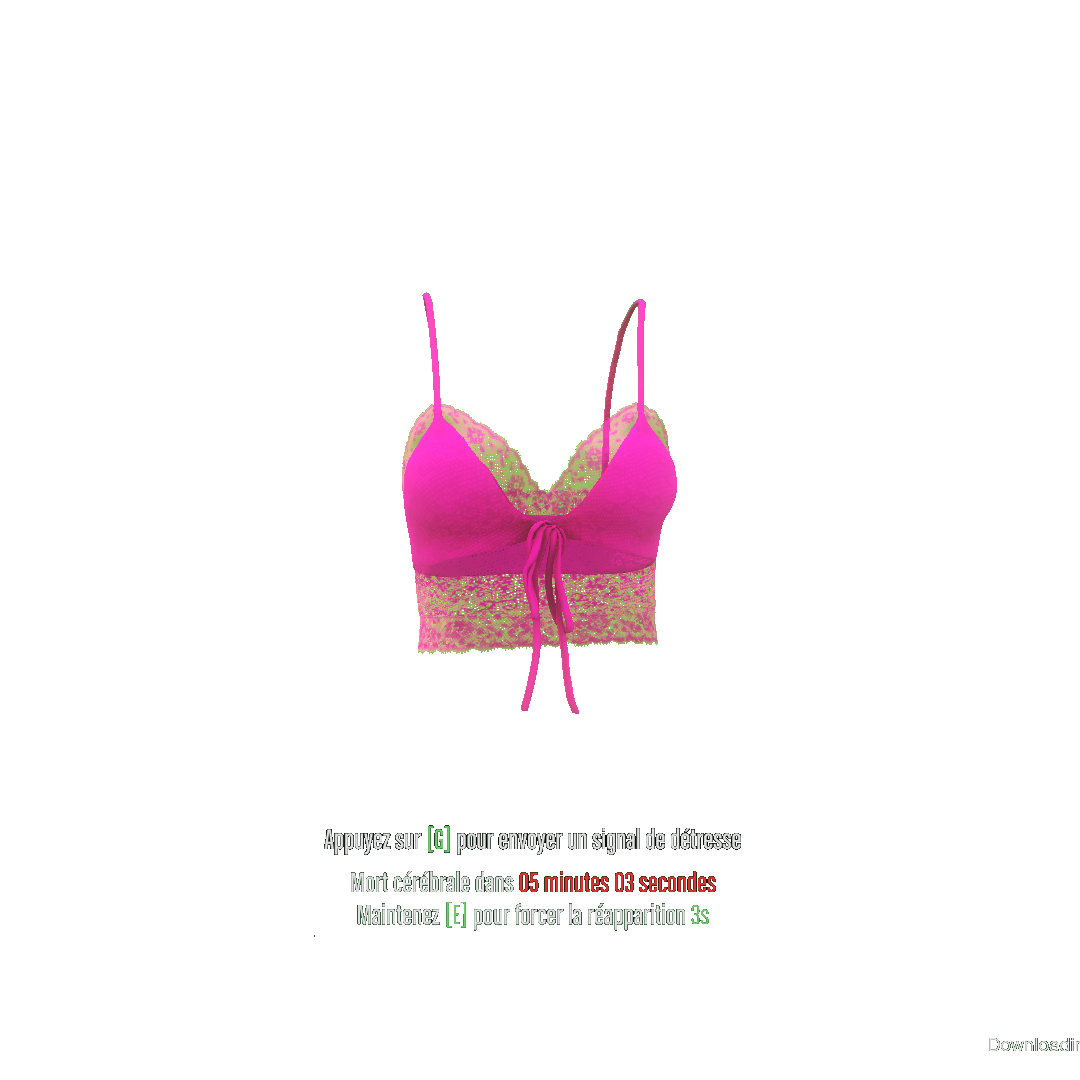 Appuyez sur [G] pour envoyer un signal de détresse
Mort cérébrale dans 05 minutes 03 secondes
Maintenez [E] pour forcer la réapparition 3s
Downloadin